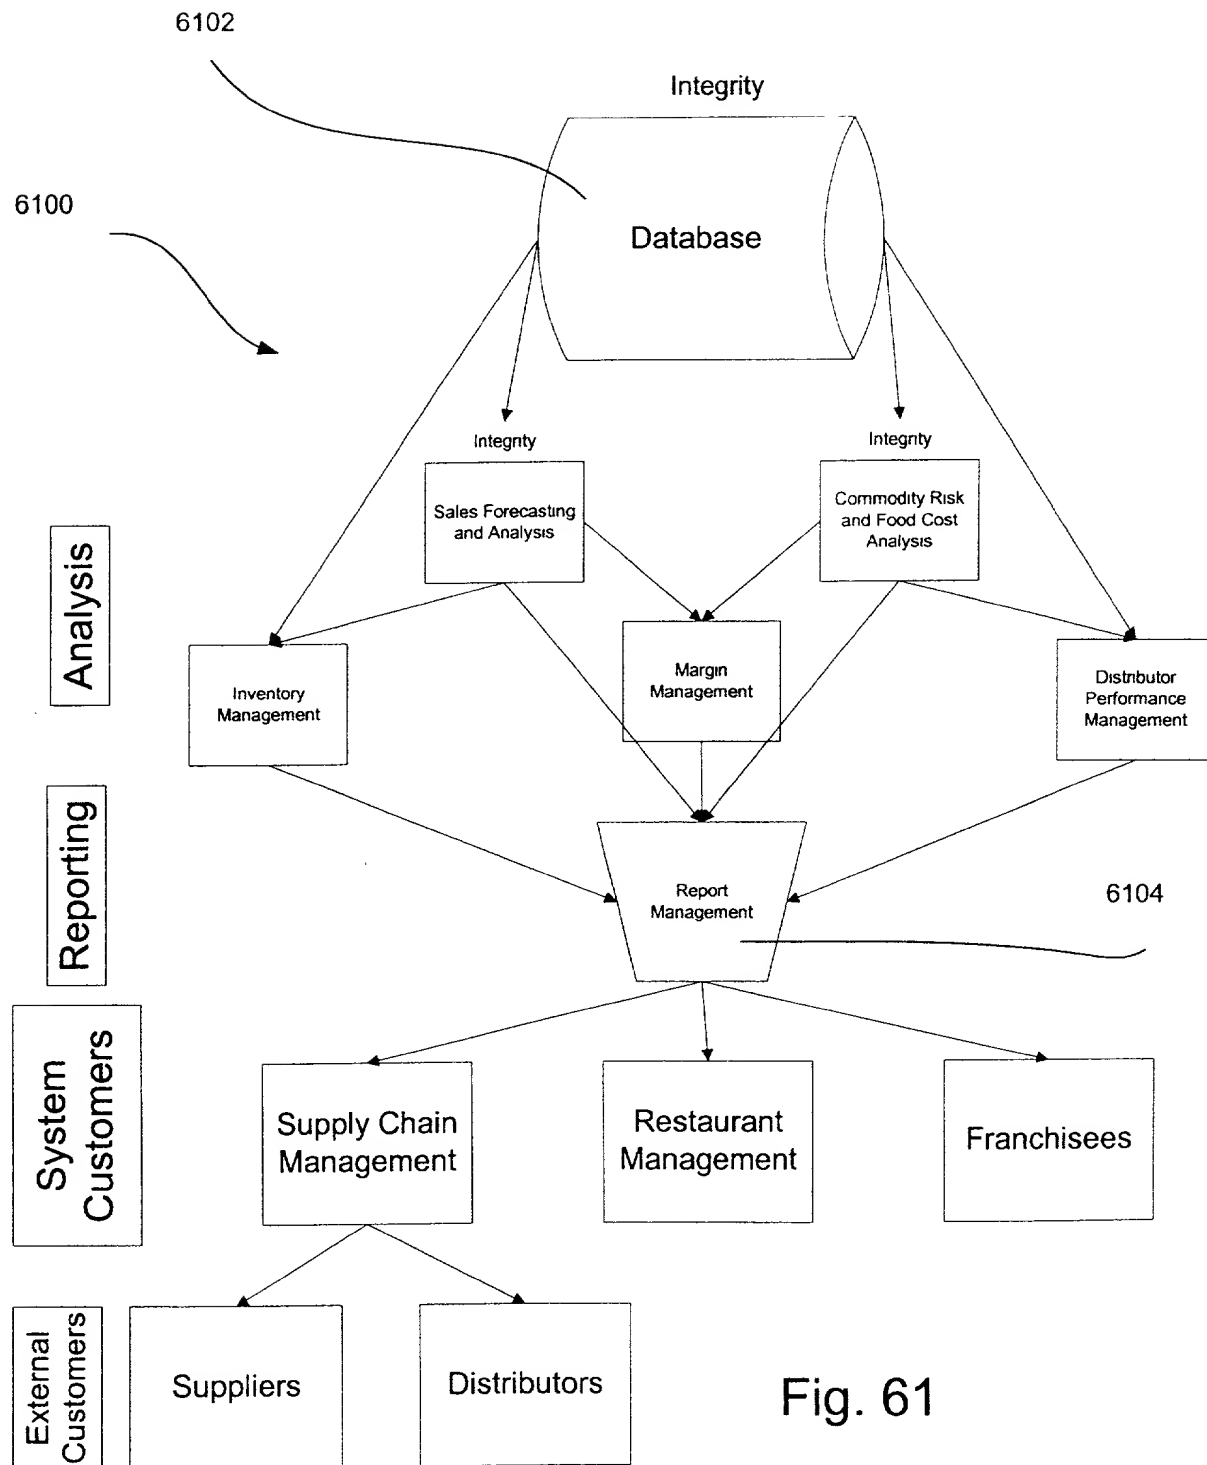 6102
Integrity
6100
Database
Integrity
Integrity
Sales Forecasting
and Analysis
Commodity Risk
and Food Cost
Analysis
Analysis
Inventory
Management
Margin
Management
Distributor
Performance
Management
Reporting
Report
Management
6104
System
Customers
Supply Chain
Management
Restaurant
Management
Franchisees
External
Customers
Suppliers
Distributors
Fig. 61